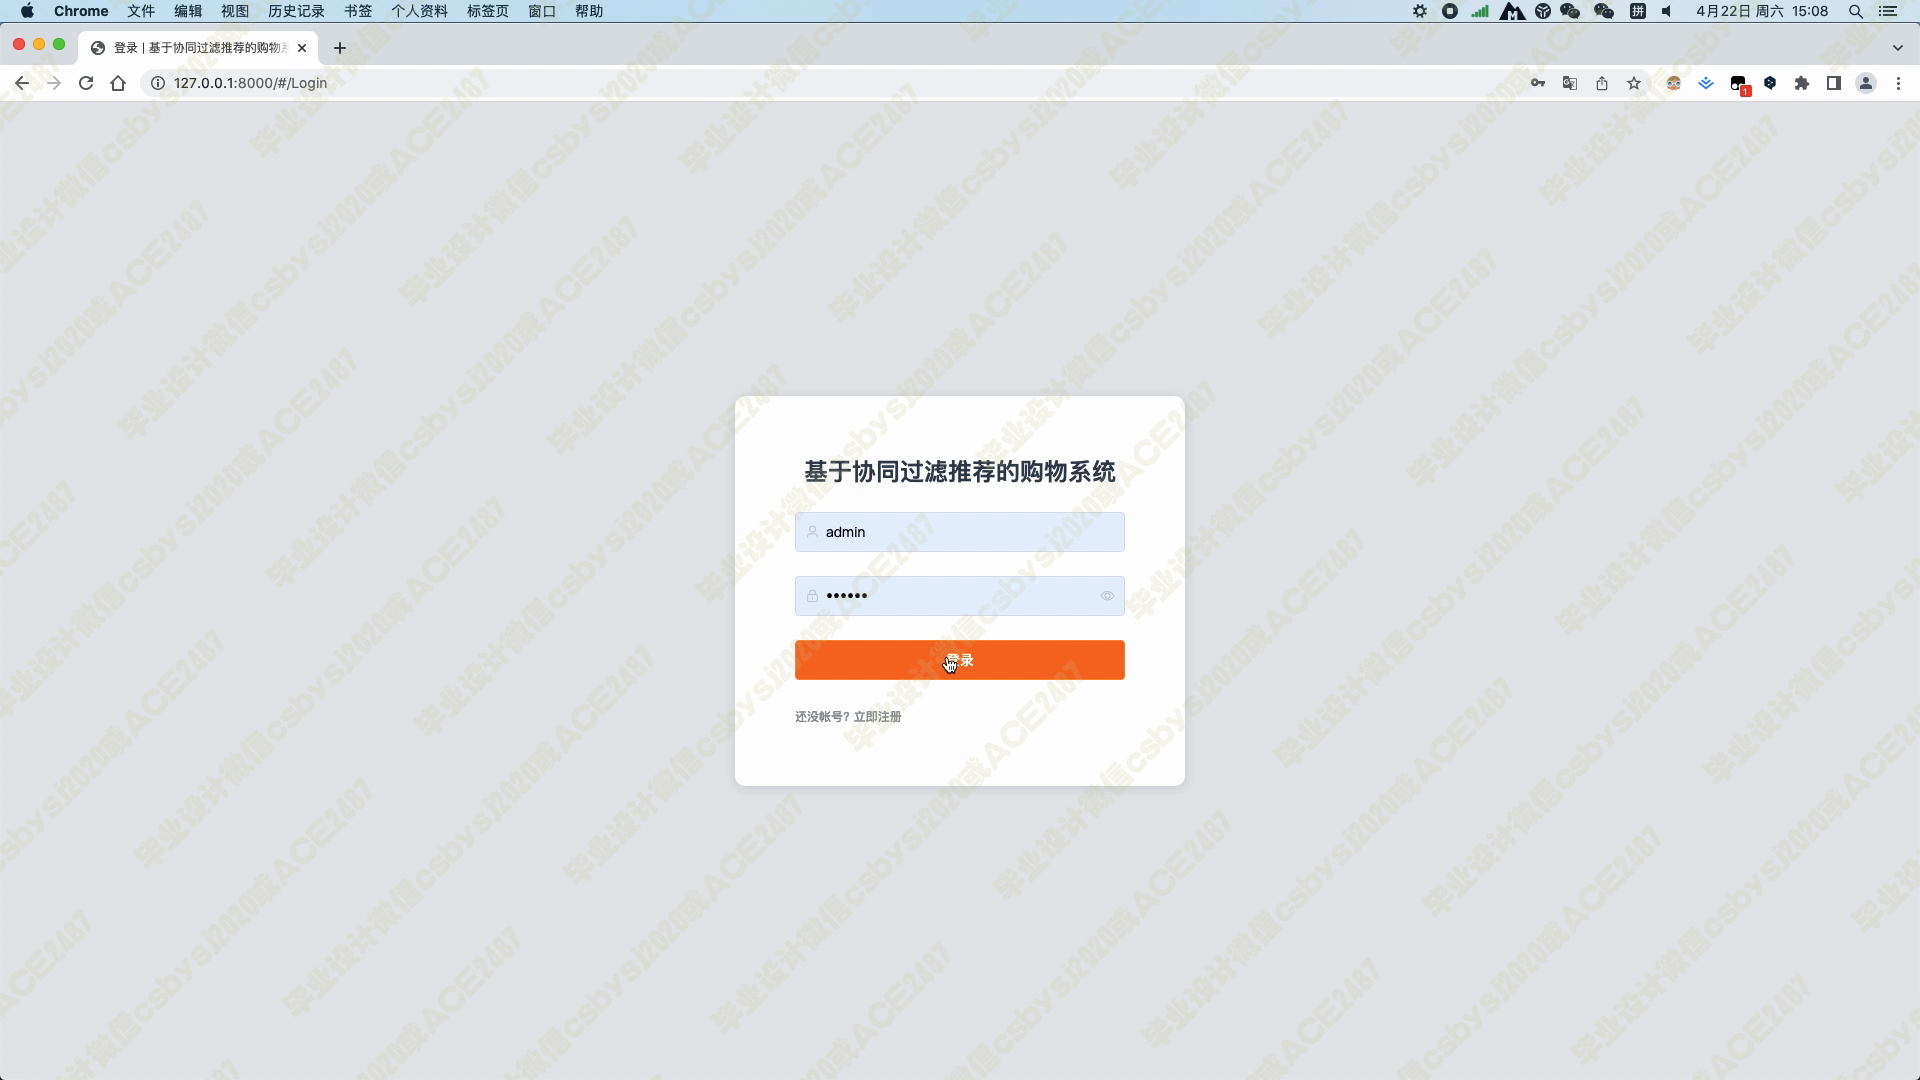 Chrome 文件 编辑 视图 历史记录 书签 个人资料 标签页 窗口 帮助 拼 4月22日 周六 15:08
登录 | 基于协同过滤推荐的购物
127.0.0.1:8000/#/Login
1
基于协同过滤推荐的购物系统
admin
••••••
登录
还没帐号? 立即注册
毕业设计微信csbysj2020或ACE2487